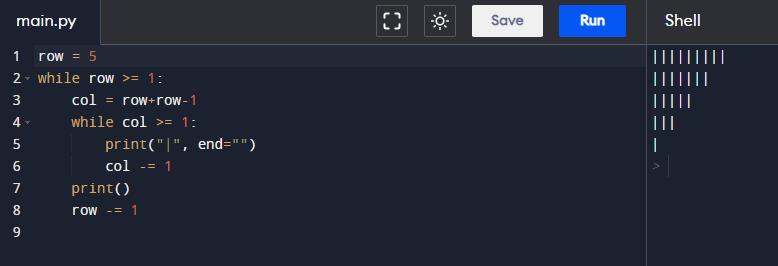 main.py Save Run Shell
1 row = 5
2 while row >= 1:
3     col = row+row-1
4     while col >= 1:
5         print("|", end="")
6         col -= 1
7     print()
8     row -= 1
9
|||||||||
|||||||
|||||
|||
|
>